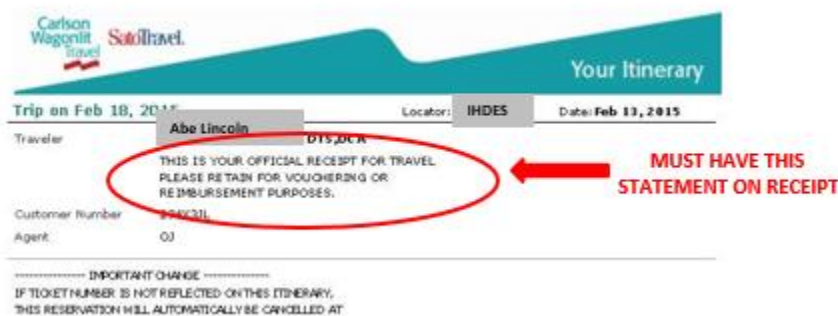 Carlson
Wagonlit
Travel
SatoTravel.
Your Itinerary
Trip on Feb 18, 2015
Locator: IHDES
Date: Feb 13, 2015
Traveler
Abe Lincoln
DTS,DCA
THIS IS YOUR OFFICIAL RECEIPT FOR TRAVEL
PLEASE RETAIN FOR VOUCHERING OR
REIMBURSEMENT PURPOSES.
MUST HAVE THIS
STATEMENT ON RECEIPT
Customer Number
Agent
OJ
--------------- IMPORTANT CHANGE ---------------
IF TICKET NUMBER IS NOT REFLECTED ON THIS ITINERARY,
THIS RESERVATION WILL AUTOMATICALLY BE CANCELLED AT